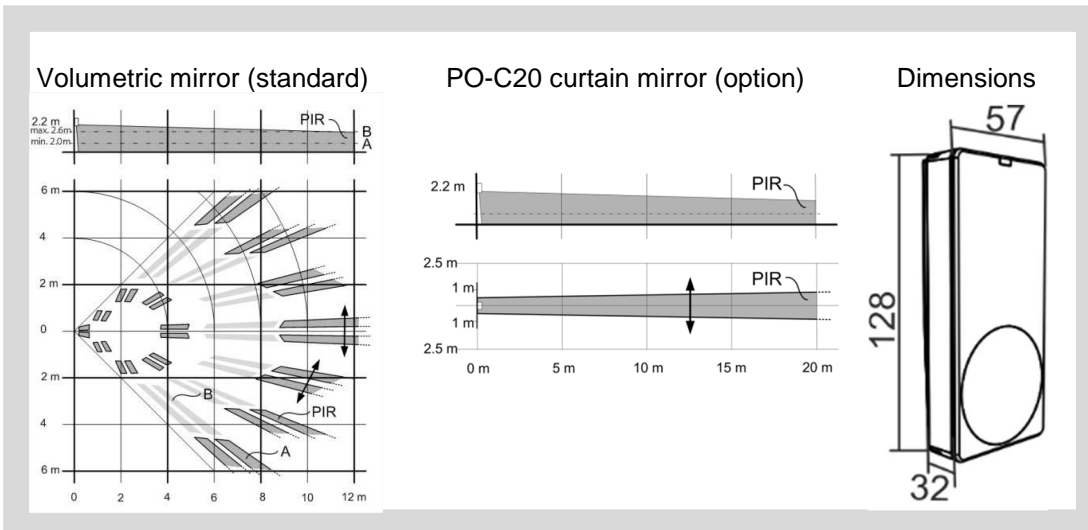 Volumetric mirror (standard)
PO-C20 curtain mirror (option)
Dimensions
2.2 m
max. 2.6m
min. 2.0m
PIR
B
A
6 m
4
2 m
0
2 m
4
6 m
B
PIR
A
0 2 4 6 8 10 12 m
2.2 m
PIR
2.5 m
1 m
1 m
2.5 m
PIR
0 m 5 m 10 m 15 m 20 m
57
128
32